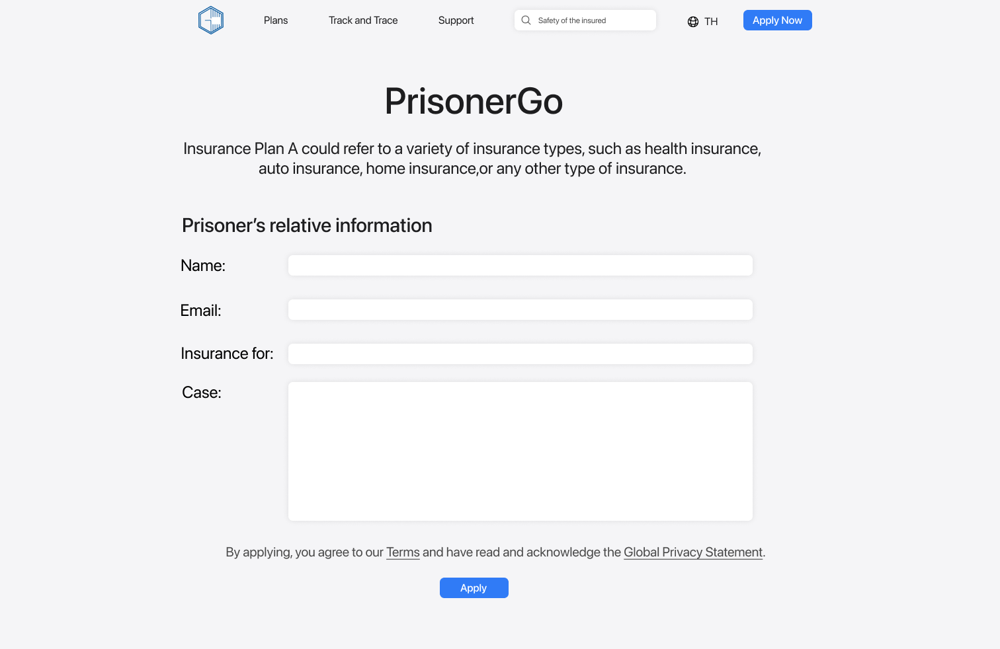 Plans
Track and Trace
Support
Safety of the insured
TH
Apply Now
PrisonerGo
Insurance Plan A could refer to a variety of insurance types, such as health insurance,
auto insurance, home insurance,or any other type of insurance.
Prisoner’s relative information
Name:
Email:
Insurance for:
Case:
By applying, you agree to our Terms and have read and acknowledge the Global Privacy Statement.
Apply